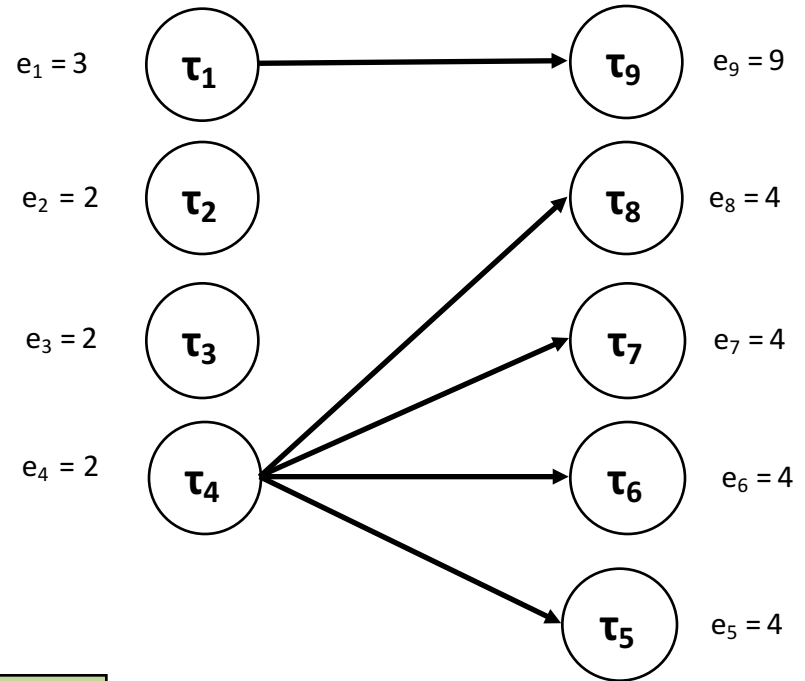 e₁ = 3 τ₁ τ₉ e₉ = 9
e₂ = 2 τ₂ τ₈ e₈ = 4
e₃ = 2 τ₃ τ₇ e₇ = 4
e₄ = 2 τ₄ τ₆ e₆ = 4
τ₅ e₅ = 4